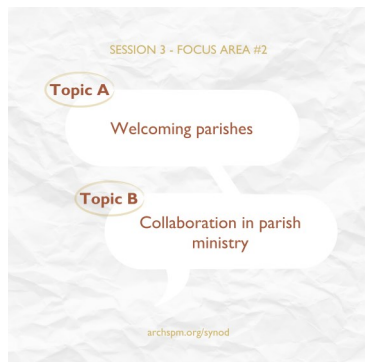 SESSION 3 - FOCUS AREA #2
Topic A
Welcoming parishes
Topic B
Collaboration in parish
ministry
archspm.org/synod